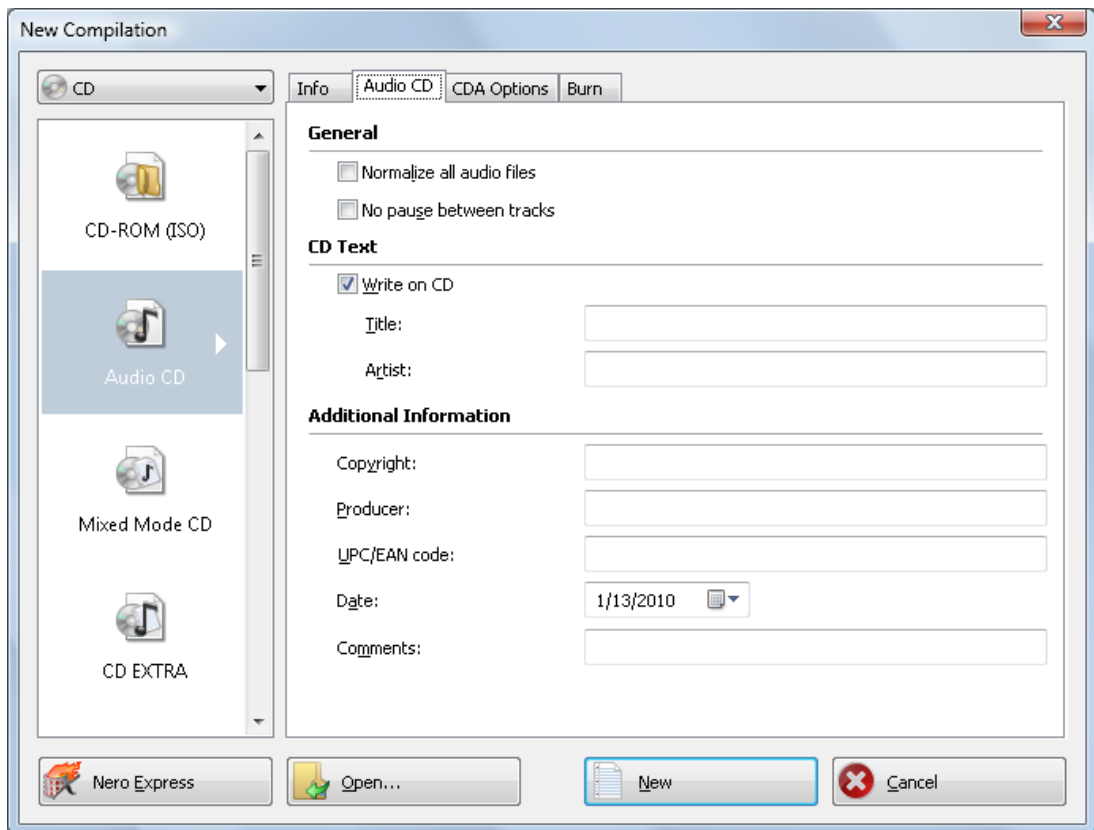 New Compilation
CD
Info Audio CD CDA Options Burn
General
Normalize all audio files
No pause between tracks
CD Text
Write on CD
Title:
Artist:
Additional Information
Copyright:
Producer:
UPC/EAN code:
Date: 1/13/2010
Comments:
CD-ROM (ISO)
Audio CD
Mixed Mode CD
CD EXTRA
Nero Express Open... New Cancel